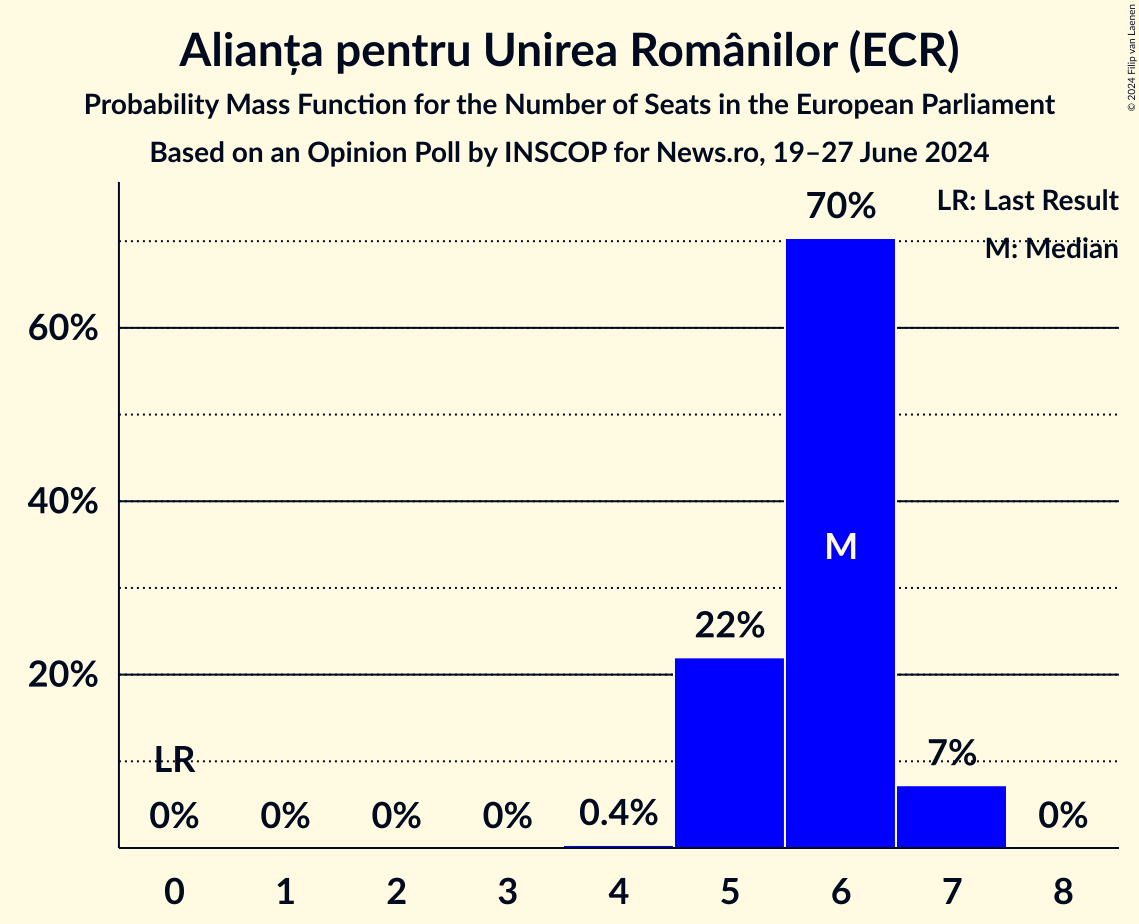 Alianța pentru Unirea Românilor (ECR)
Probability Mass Function for the Number of Seats in the European Parliament
Based on an Opinion Poll by INSCOP for News.ro, 19–27 June 2024
© 2024 Filip van Laenen
LR: Last Result
M: Median
70%
60%
40%
M
22%
20%
LR
7%
0% 0% 0% 0% 0.4% 0%
0 1 2 3 4 5 6 7 8